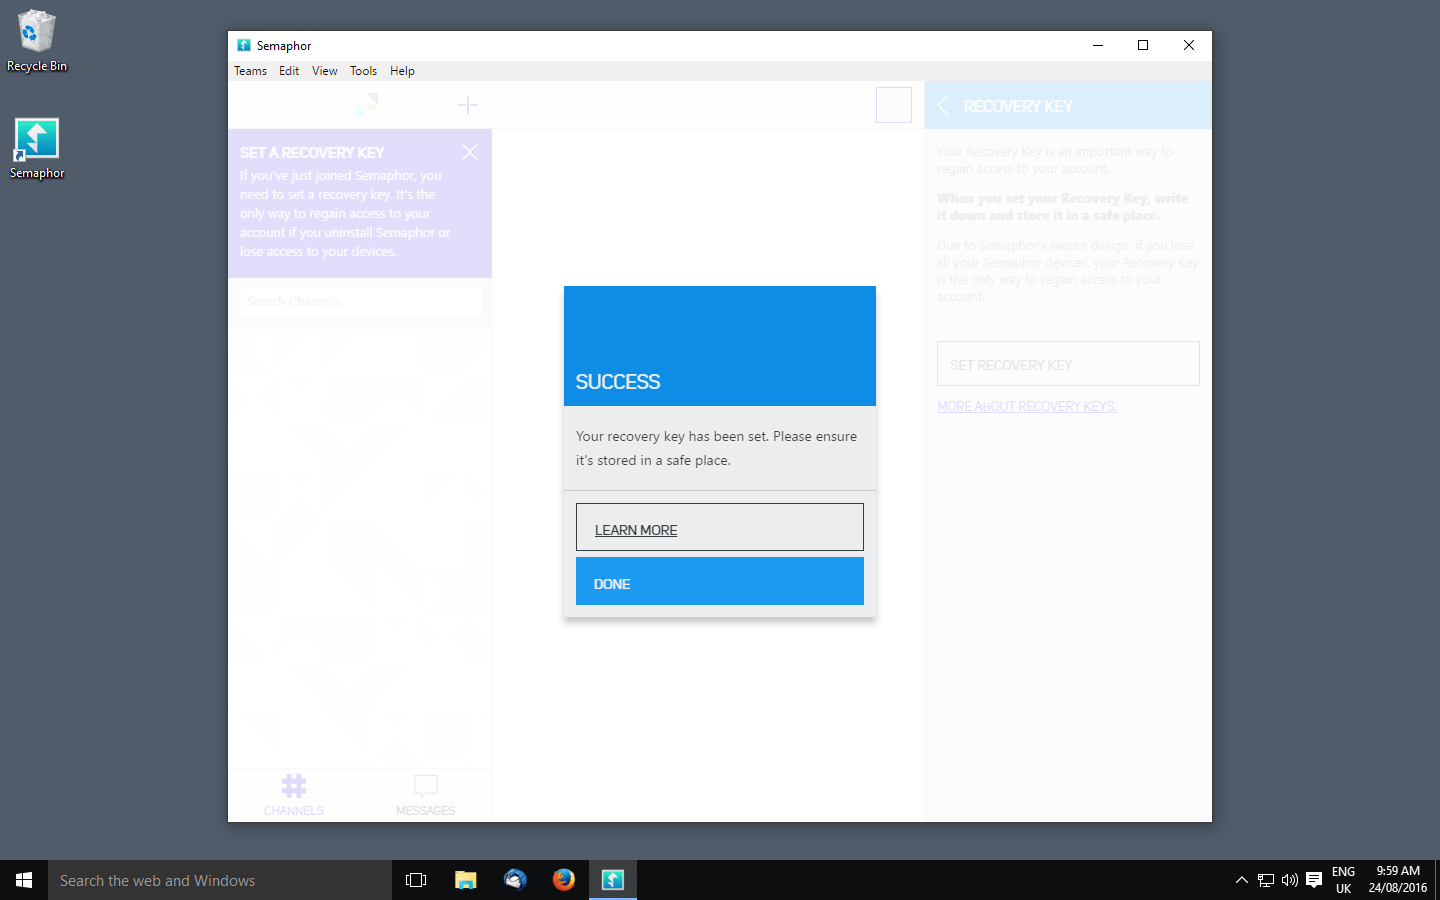 Recycle Bin
Semaphor
Semaphor
Teams Edit View Tools Help
SET A RECOVERY KEY
If you've just joined Semaphor, you
need to set a recovery key. It's the
only way to regain access to your
account if you uninstall Semaphor or
lose access to your devices.
Search Channels
CHANNELS
MESSAGES
SUCCESS
Your recovery key has been set. Please ensure
it's stored in a safe place.
LEARN MORE
DONE
RECOVERY KEY
Your Recovery Key is an important way to
regain access to your account.
When you set your Recovery Key, write
it down and store it in a safe place.
Due to Semaphor's secure design, if you lose
all your Semaphor devices, your Recovery Key
is the only way to regain access to your
account.
SET RECOVERY KEY
MORE ABOUT RECOVERY KEYS.
Search the web and Windows
ENG
UK
9:59 AM
24/08/2016